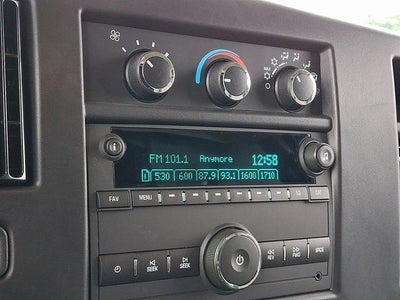 FM 101.1 Anymore 12:58
1 530 600 87.9 93.1 1600 1710
FAV MENU
SEEK SEEK REV FWD